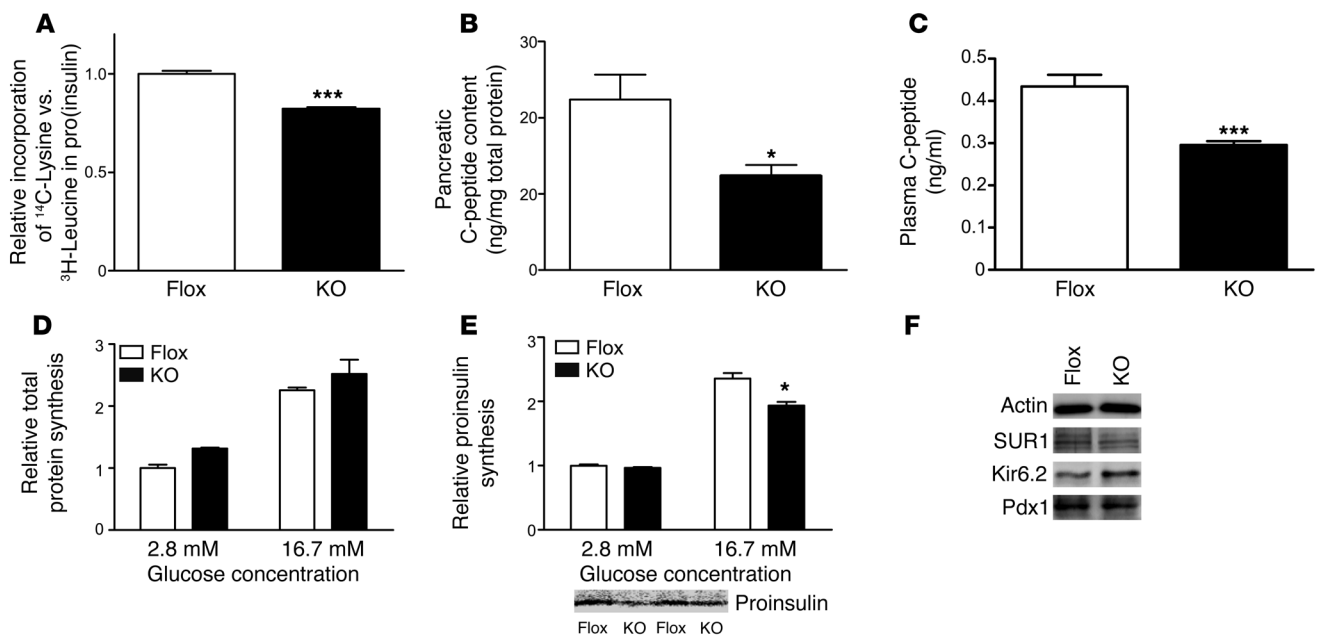 A
Relative incorporation
of ¹⁴C-Lysine vs.
³H-Leucine in pro(insulin)
1.0
0.5
0
***
Flox
KO
B
Pancreatic
C-peptide content
(ng/mg total protein)
30
20
20
0
*
Flox
KO
C
Plasma C-peptide
(ng/ml)
0.5
0.4
0.3
0.2
0.1
0
***
Flox
KO
D
Relative total
protein synthesis
3
2
1
0
Flox
KO
2.8 mM
16.7 mM
Glucose concentration
E
Relative proinsulin
synthesis
3
2
1
0
Flox
KO
*
2.8 mM
16.7 mM
Glucose concentration
Proinsulin
Flox KO Flox KO
F
Flox
KO
Actin
SUR1
Kir6.2
Pdx1